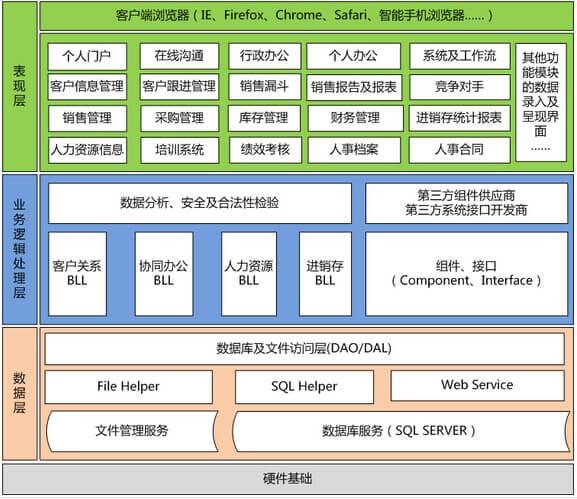 客户端浏览器（IE、Firefox、Chrome、Safari、智能手机浏览器......）
表现层
个人门户
在线沟通
行政办公
个人办公
系统及工作流
客户信息管理
客户跟进管理
销售漏斗
销售报告及报表
竞争对手
销售管理
采购管理
库存管理
财务管理
进销存统计报表
人力资源信息
培训系统
绩效考核
人事档案
人事合同
其他功
能模块
的数据
录入及
呈现界
面
......
业务逻辑处理层
数据分析、安全及合法性检验
第三方组件供应商
第三方系统接口开发商
客户关系
BLL
协同办公
BLL
人力资源
BLL
进销存
BLL
组件、接口
（Component、Interface）
数据层
数据库及文件访问层(DAO/DAL)
File Helper
SQL Helper
Web Service
文件管理服务
数据库服务（SQL SERVER）
硬件基础